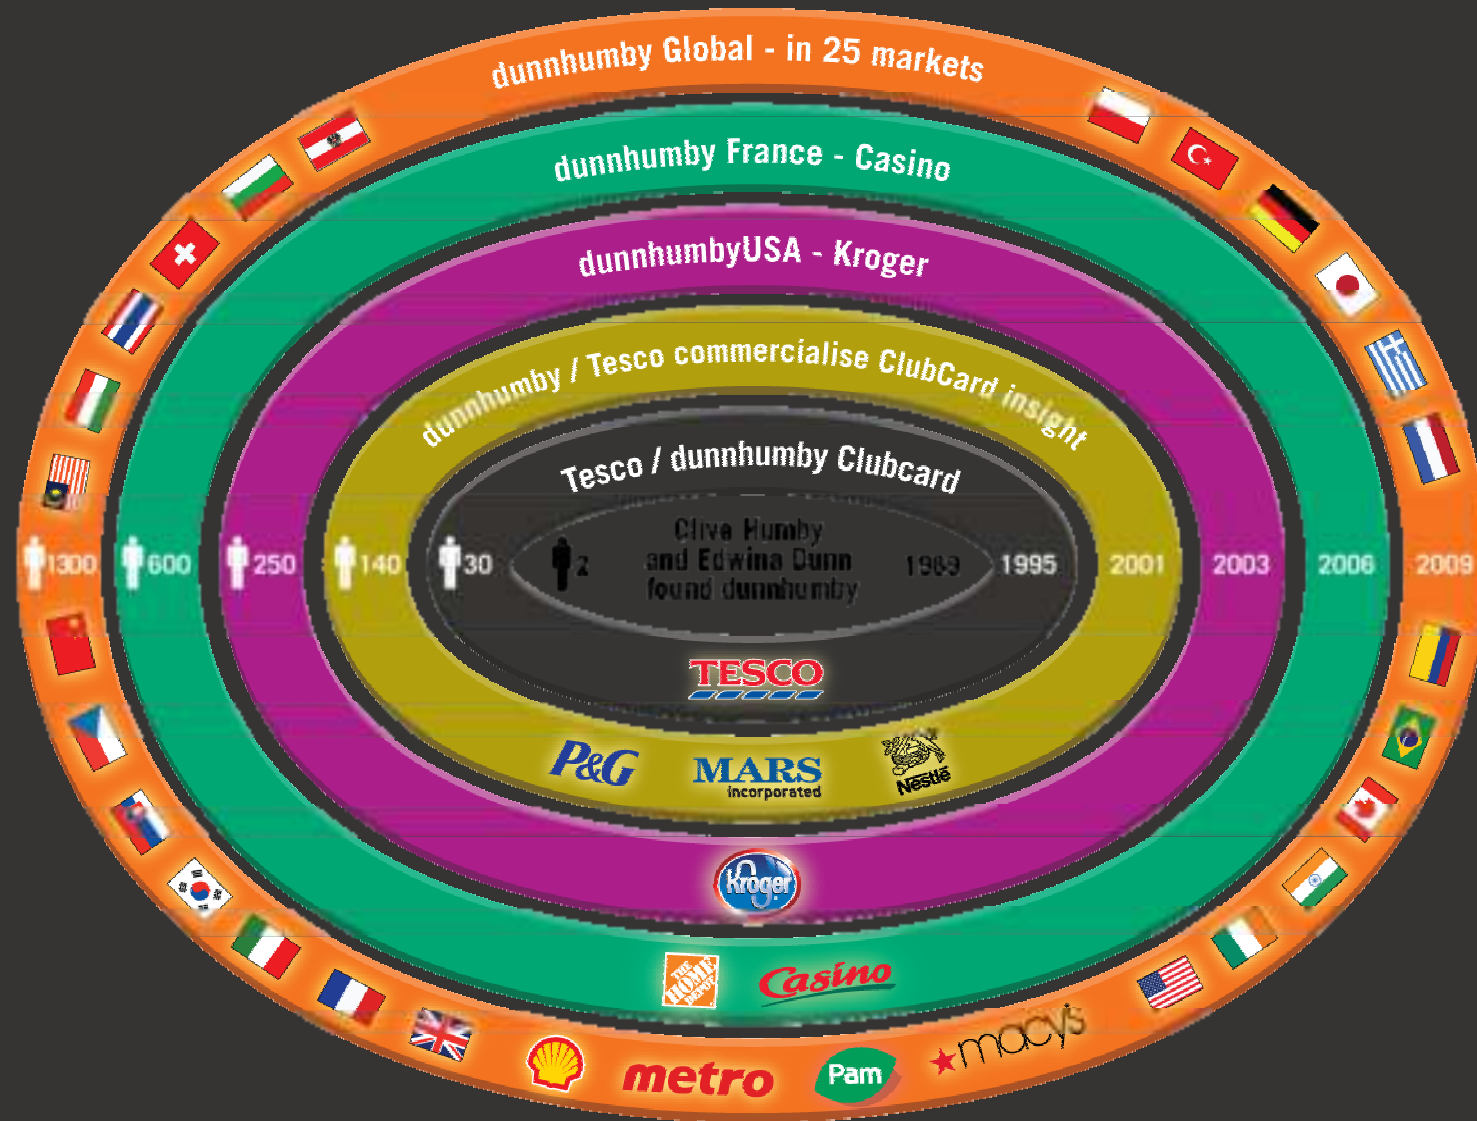 dunnhumby Global - in 25 markets
dunnhumby France - Casino
dunnhumbyUSA - Kroger
dunnhumby / Tesco commercialise ClubCard insight
Tesco / dunnhumby Clubcard
Clive Humby
and Edwina Dunn
found dunnhumby
1300 600 250 140 30 2 1989 1995 2001 2003 2006 2009
TESCO
P&G MARS incorporated Nestlé
Kroger
THE HOME DEPOT Casino
metro Pam macy's